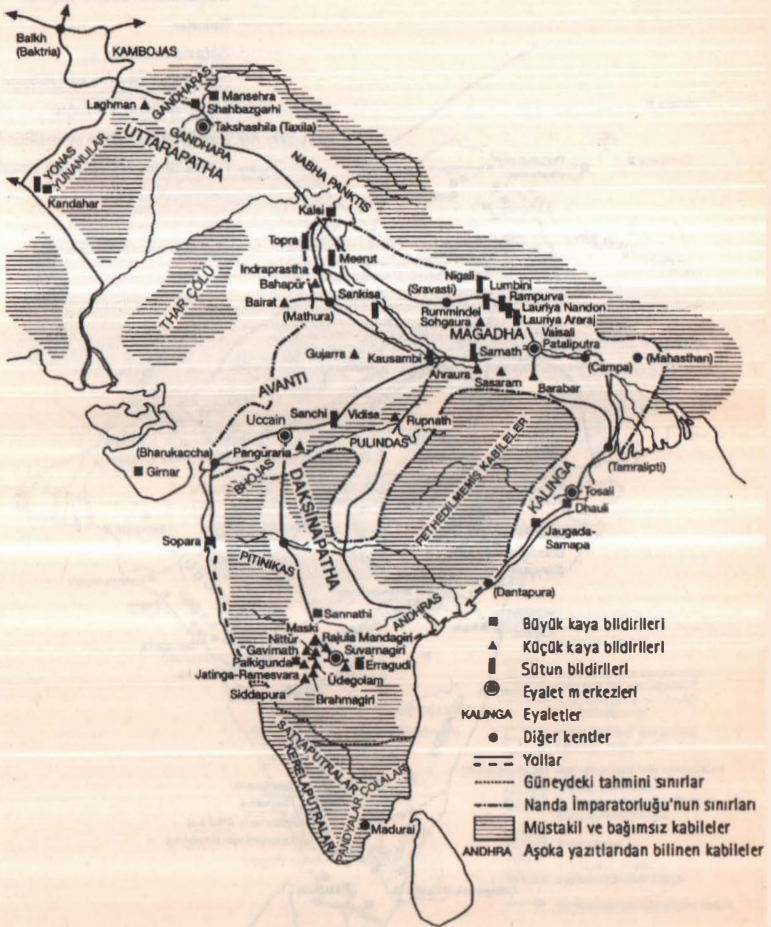 Balkh
(Baktria)
KAMBOJAS
GANDHARAS
Mansehra
Laghman
Shahbazgarhi
Takshashila (Taxila)
GANDHARA
UTTARAPATHA
YONAS
YUNANLILAR
Kandahar
NABHA PANKTIS
Kalsi
Topra
Meerut
Indraprastha
Bahapûr
Bairat
(Mathura)
Sankisa
THAR ÇÖLÜ
Nigali
Lumbini
(Sravasti)
Rampurva
Lauriya Nandon
Rummindei
Lauriya Araraj
Sohgaura
MAGADHA
Vaisali
Pataliputra
Gujarra
Kausambi
Sarnath
(Campa)
(Mahasthan)
Ahraura
Sasaram
Barabar
AVANTI
Sanchi
Vidisa
Rupnath
Uccain
PULINDAS
(Bharukaccha)
Panguraria
Girnar
BHOJAS
DAKSINAPATHA
FETHEDİLMEMİŞ KABİLELER
(Tamralipti)
KALINGA
Tosali
Dhauli
Jaugada-
Samapa
Sopara
PITINIKAS
(Dantapura)
ANDHRAS
Sannathi
Maski
Nittûr
Rajula Mandagiri
Gavimath
Suvarnagiri
Palkigunda
Erragudi
Jatinga-Ramesvara
Üdegolam
Siddapura
Brahmagiri
SATYAPUTRALAR
KERELAPUTRALAR
ÇOLALAR
PANDYALAR
Madurai
Büyük kaya bildirileri
Küçük kaya bildirileri
Sütun bildirileri
Eyalet merkezleri
KALINGA Eyaletler
Diğer kentler
Yollar
Güneydeki tahmini sınırlar
Nanda İmparatorluğu'nun sınırları
Müstakil ve bağımsız kabileler
ANDHRA Aşoka yazıtlarıdan bilinen kabileler